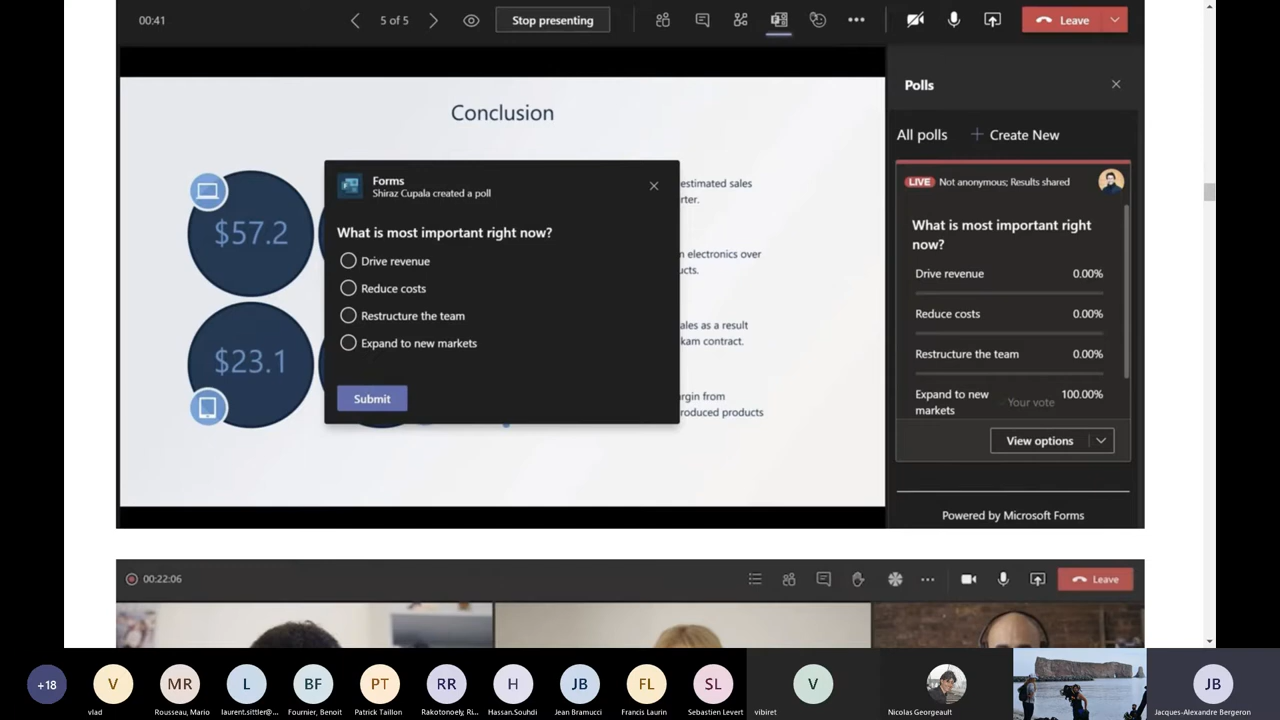 00:41
5 of 5
Stop presenting
Leave
Conclusion
$57.2
$23.1
estimated sales
rter.
n electronics over
ucts.
ales as a result
kam contract.
rgin from
roduced products
Forms
Shiraz Cupala created a poll
What is most important right now?
Drive revenue
Reduce costs
Restructure the team
Expand to new markets
Submit
Polls
All polls
Create New
LIVE Not anonymous; Results shared
What is most important right
now?
Drive revenue 0.00%
Reduce costs 0.00%
Restructure the team 0.00%
Expand to new
markets
Your vote
100.00%
View options
Powered by Microsoft Forms
00:22:06
Leave
+18
V
vlad
MR
Rousseau, Mario
L
laurent.sittler@...
BF
Fournier, Benoit
PT
Patrick Taillon
RR
Rakotonoely, Ri...
H
Hassan.Souhdi
JB
Jean Bramucci
FL
Francis Laurin
SL
Sebastien Levert
V
vibiret
Nicolas Georgeault
JB
Jacques-Alexandre Bergeron